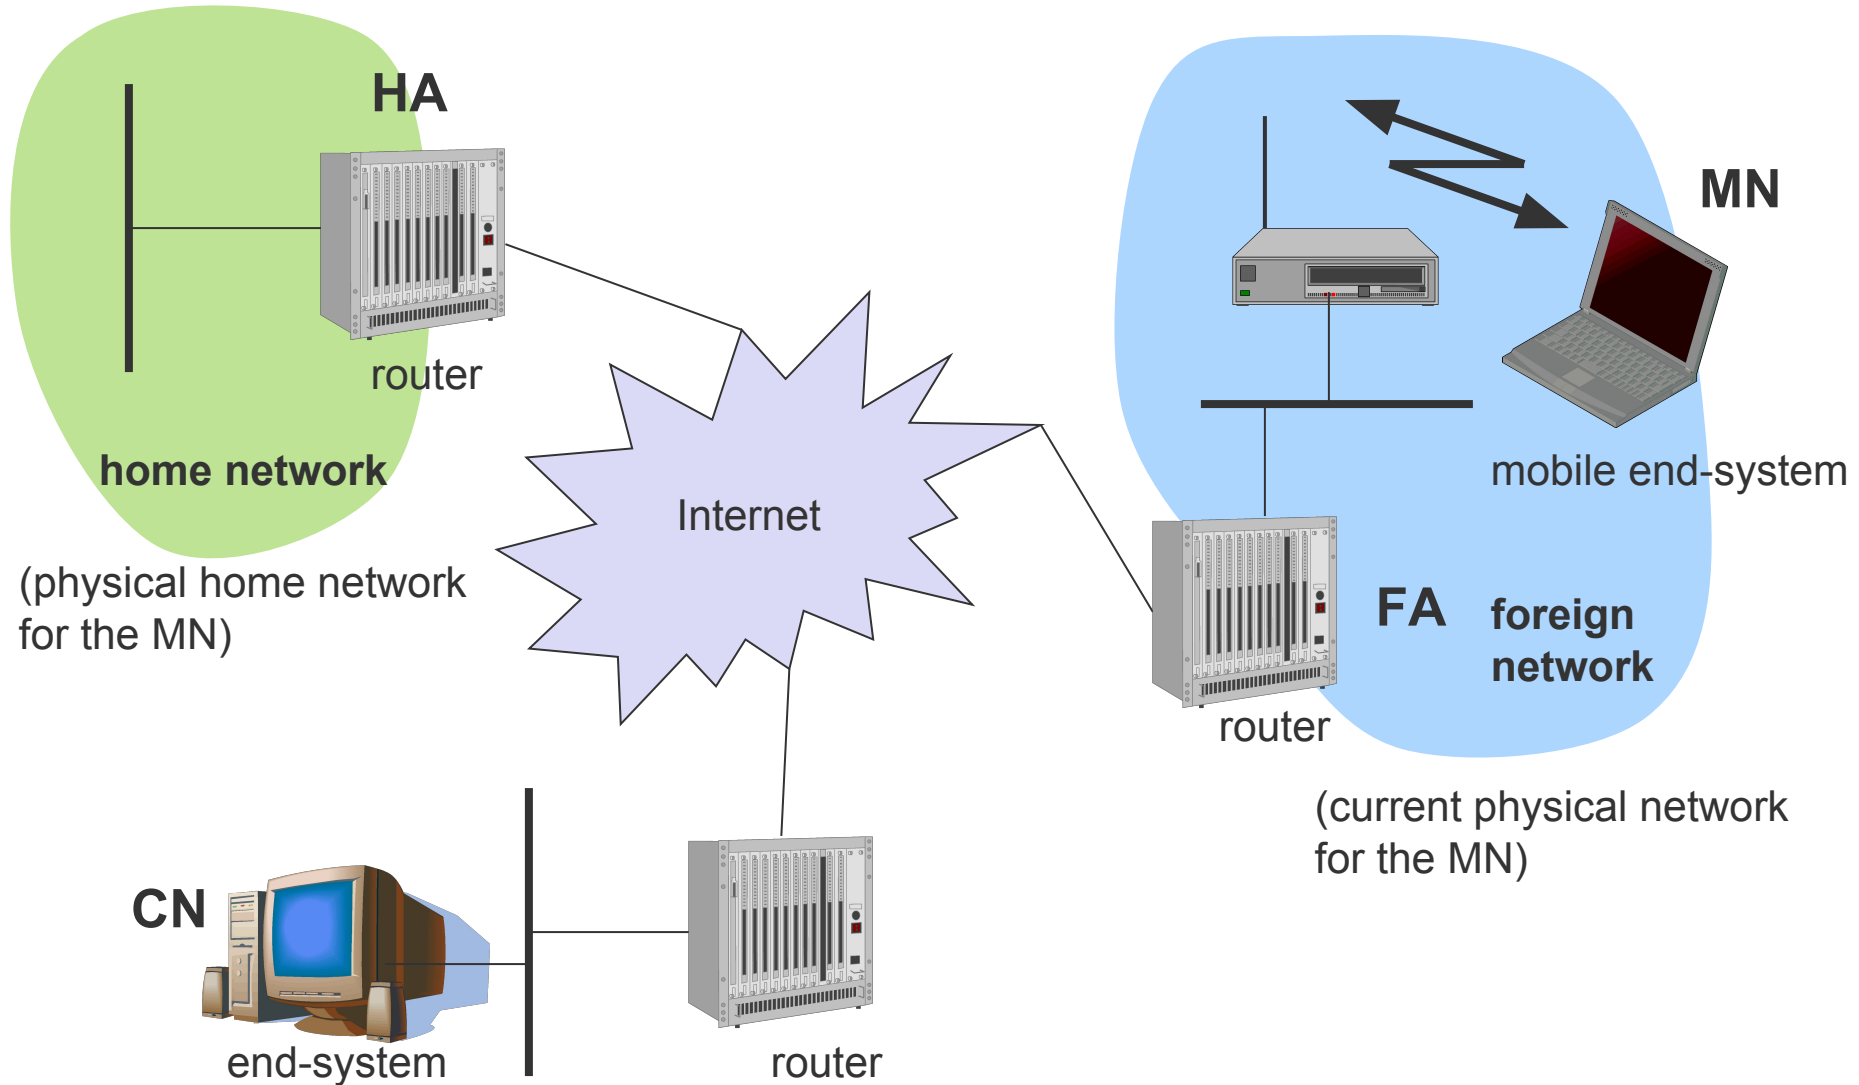 HA
router
home network
(physical home network
for the MN)
Internet
MN
mobile end-system
FA
foreign
network
router
(current physical network
for the MN)
CN
end-system
router